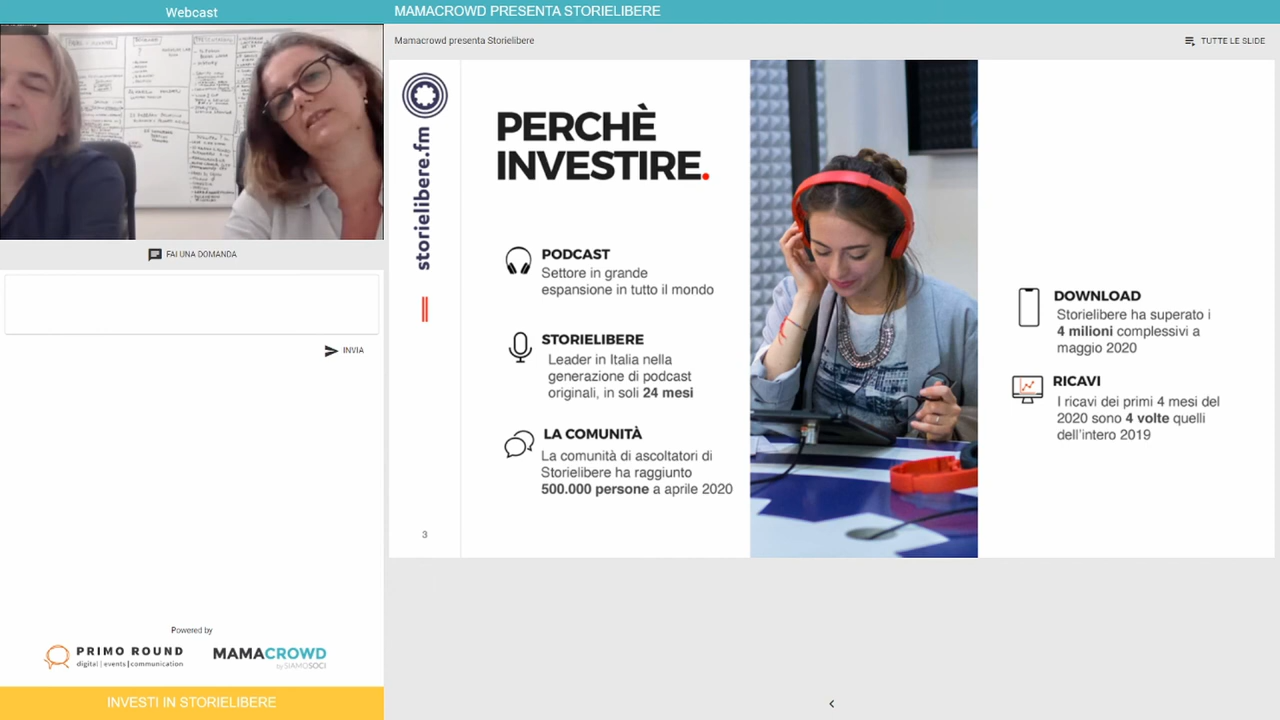 Webcast
MAMACROWD PRESENTA STORIELIBERE
Mamacrowd presenta Storielibere
TUTTE LE SLIDE
FAI UNA DOMANDA
INVIA
Powered by
PRIMO ROUND
digital | events | communication
MAMACROWD
by SIAMOSOCI
INVESTI IN STORIELIBERE
storielibere.fm
3
PERCHÈ
INVESTIRE.
PODCAST
Settore in grande
espansione in tutto il mondo
STORIELIBERE
Leader in Italia nella
generazione di podcast
originali, in soli 24 mesi
LA COMUNITÀ
La comunità di ascoltatori di
Storielibere ha raggiunto
500.000 persone a aprile 2020
DOWNLOAD
Storielibere ha superato i
4 milioni complessivi a
maggio 2020
RICAVI
I ricavi dei primi 4 mesi del
2020 sono 4 volte quelli
dell'intero 2019